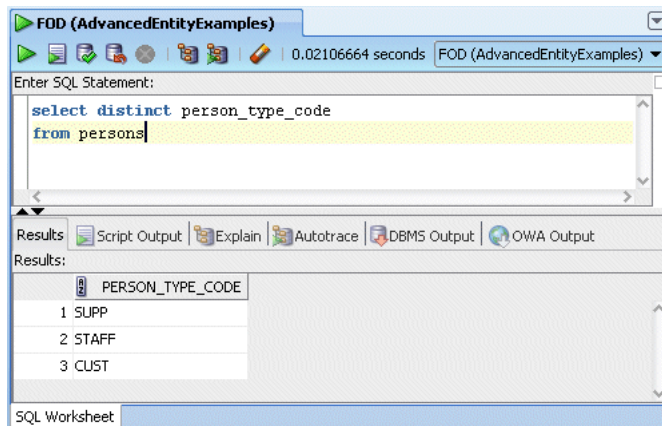 FOD (AdvancedEntityExamples)
0.02106664 seconds FOD (AdvancedEntityExamples)
Enter SQL Statement:
select distinct person_type_code
from persons
Results Script Output Explain Autotrace DBMS Output OWA Output
Results:
PERSON_TYPE_CODE
1 SUPP
2 STAFF
3 CUST
SQL Worksheet